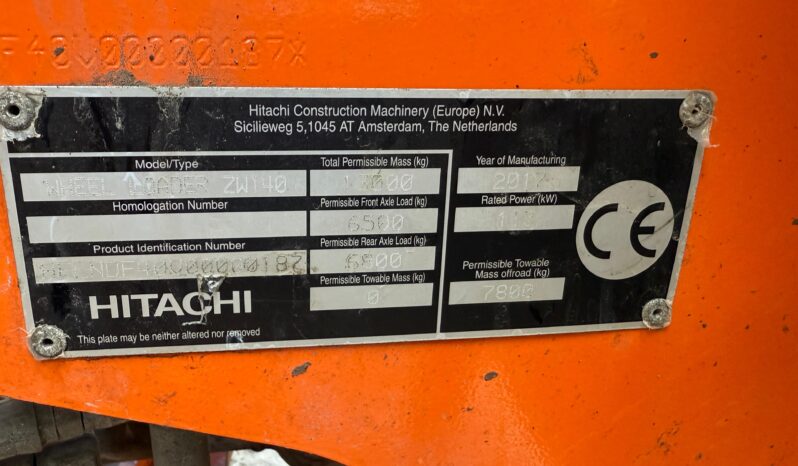 Hitachi Construction Machinery (Europe) N.V.
Sicilieweg 5,1045 AT Amsterdam, The Netherlands
Model/Type
WHEEL LOADER ZW140
Homologation Number
Product Identification Number
HITACHI
This plate may be neither altered nor removed
Total Permissible Mass (kg)
Permissible Front Axle Load (kg)
6500
Permissible Rear Axle Load (kg)
Permissible Towable Mass (kg)
0
Year of Manufacturing
Rated Power (kW)
Permissible Towable
Mass offroad (kg)
7800
CE